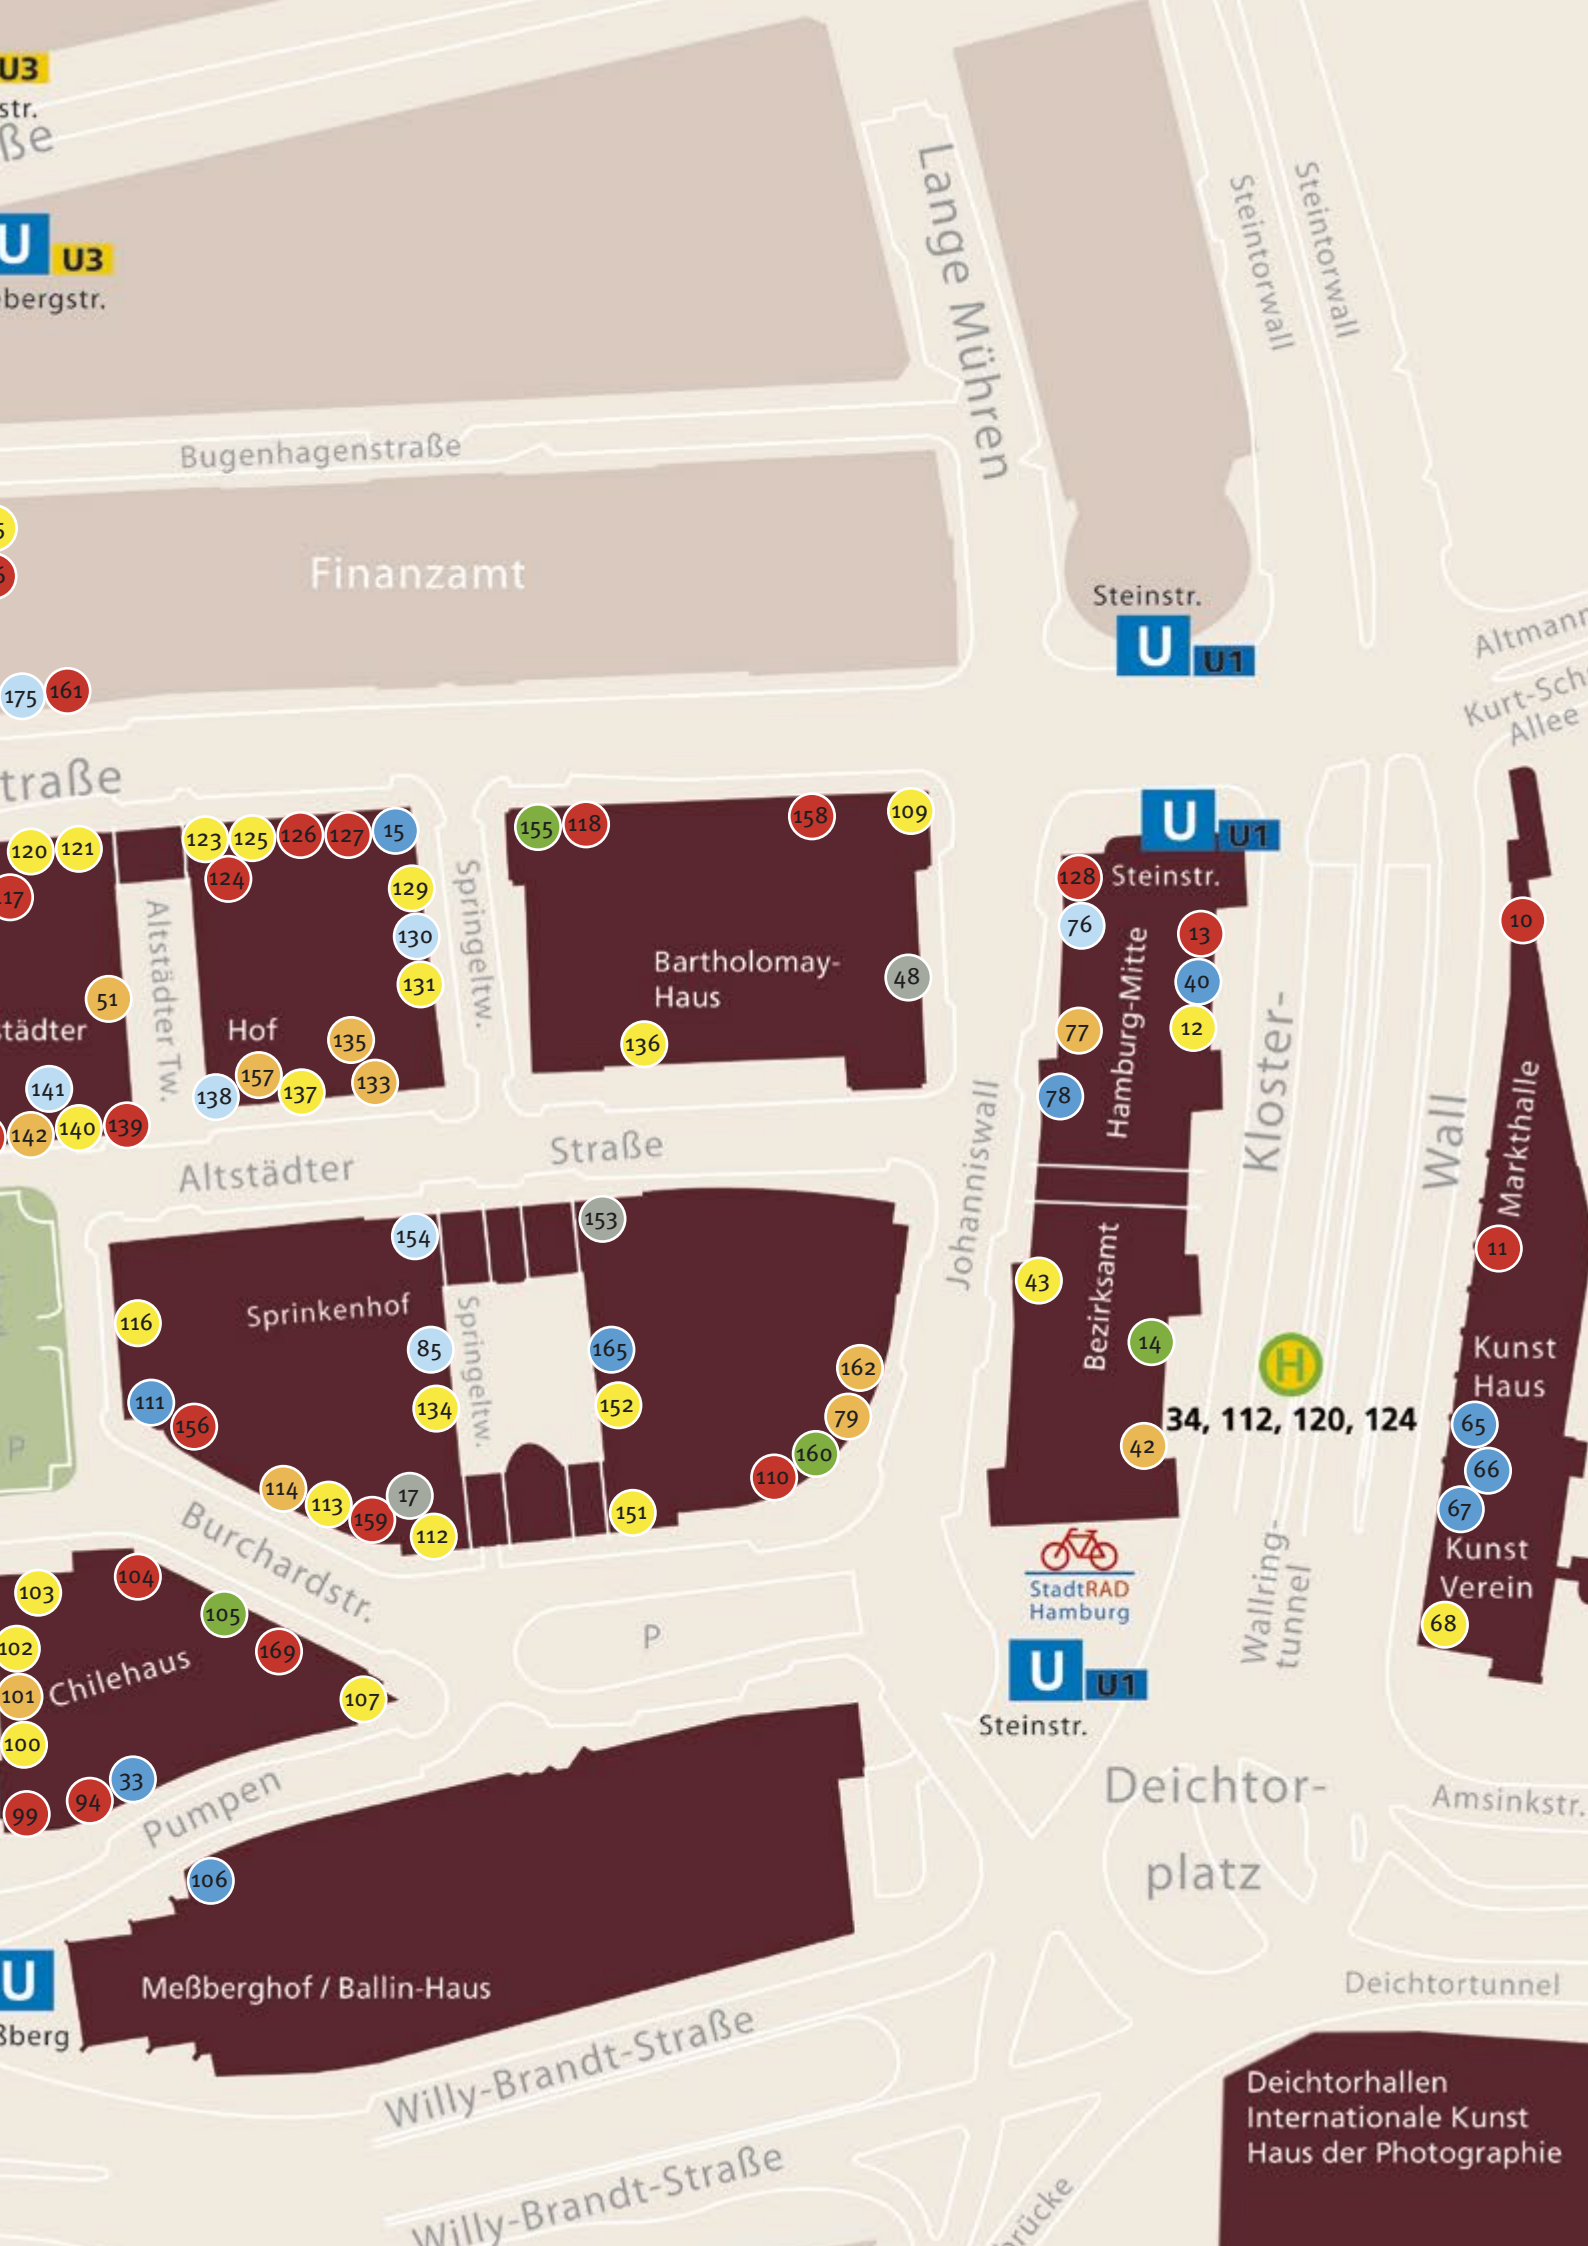 U3
str.
ße
U
U3
bergstr.
Lange Mühren
Steintorwall
Steintorwall
Bugenhagenstraße
Finanzamt
Steinstr.
U
U1
175
161
traße
120
121
123
125
126
127
15
124
129
130
131
51
Altstädter Tw.
städter
Hof
135
157
133
137
138
141
142
140
139
Springeltw.
155
118
158
109
Bartholomay-
Haus
48
136
U
U1
128
Steinstr.
76
13
40
12
77
78
Hamburg-Mitte
Kloster-
Wall
10
Markthalle
11
Altstädter
Straße
Johanniswall
154
153
Sprinkenhof
116
85
134
Springeltw.
165
152
111
156
162
79
160
110
114
113
159
17
112
151
43
Bezirksamt
14
42
H
34, 112, 120, 124
Kunst
Haus
65
66
67
Kunst
Verein
68
P
Burchardstr.
103
104
105
102
169
Chilehaus
101
107
100
33
94
99
Pumpen
P
StadtRAD
Hamburg
U
U1
Steinstr.
Wallring-
tunnel
Deichtor-
platz
Amsinkstr.
106
U
ßberg
Meßberghof / Ballin-Haus
Willy-Brandt-Straße
Willy-Brandt-Straße
rücke
Deichtortunnel
Deichtorhallen
Internationale Kunst
Haus der Photographie
Altmann
Kurt-Sch
Allee